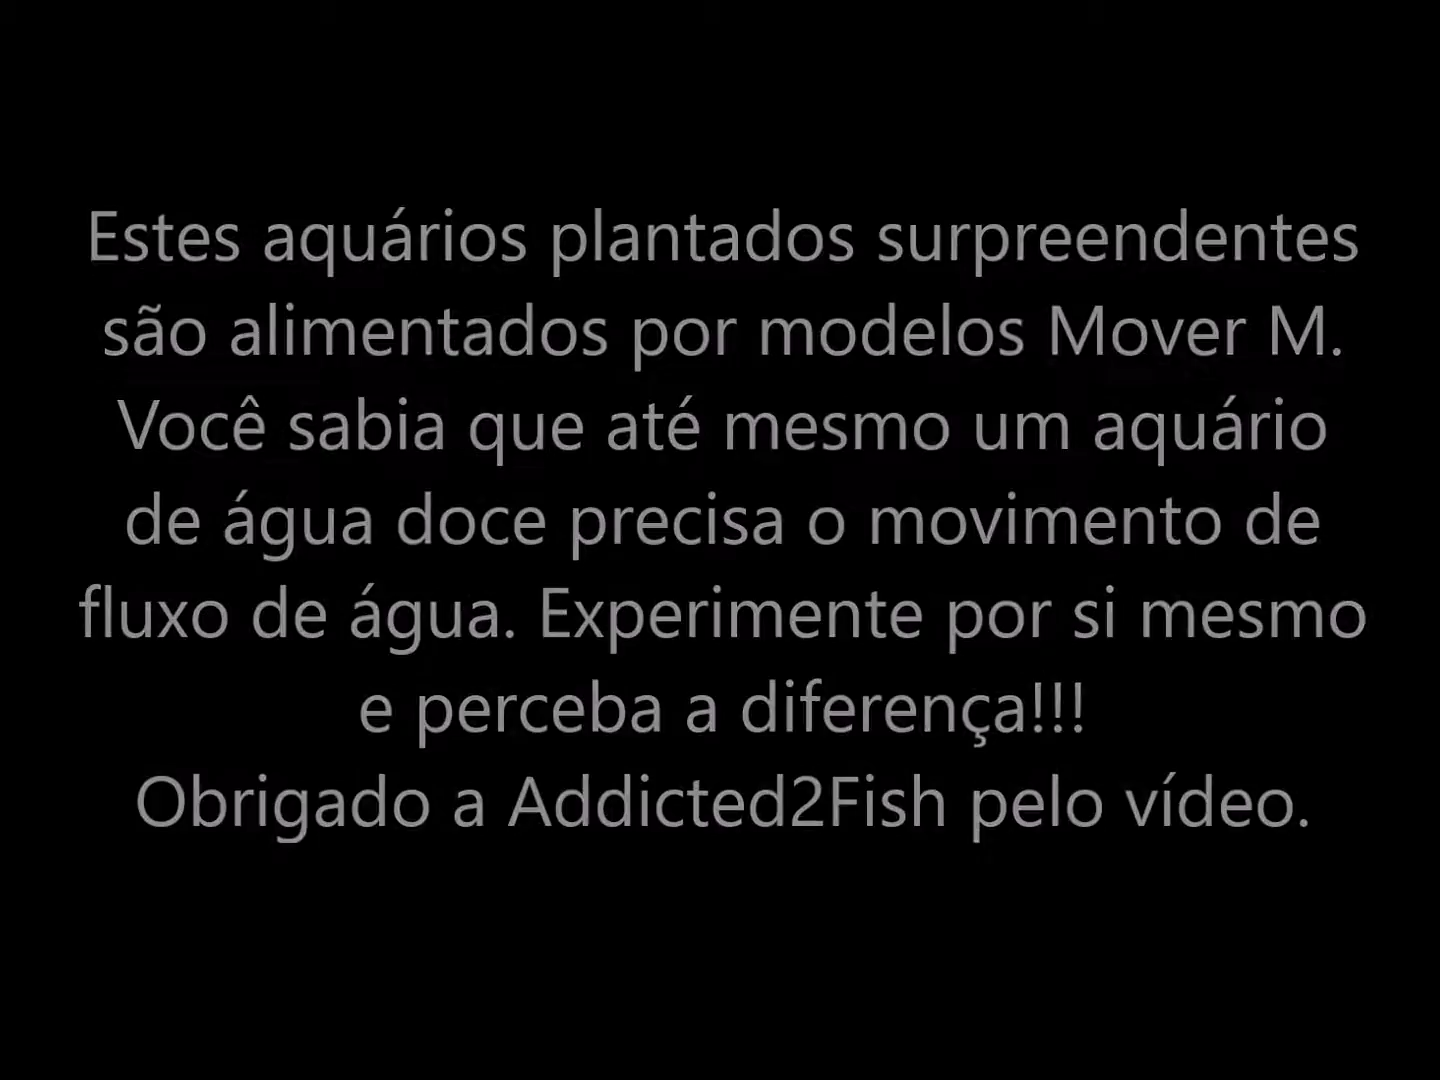 Estes aquários plantados surpreendentes
são alimentados por modelos Mover M.
Você sabia que até mesmo um aquário
de água doce precisa o movimento de
fluxo de água. Experimente por si mesmo
e perceba a diferença!!!
Obrigado a Addicted2Fish pelo vídeo.